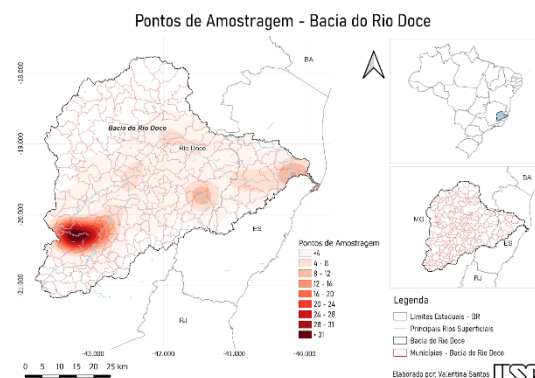 Pontos de Amostragem - Bacia do Rio Doce
BA
-18.000
Bacia do Rio Doce
-19.000
Rio Doce
-20.000
ES
-21.000
RJ
Pontos de Amostragem
<4
4 - 8
8 - 12
12 - 16
16 - 20
20 - 24
24 - 28
28 - 31
> 31
-43.000
-42.000
-41.000
-40.000
0 5 10 15 20 25 km
BA
MG
ES
RJ
Legenda
Limites Estaduais - BR
Principais Rios Superficiais
Bacia do Rio Doce
Municípios - Bacia do Rio Doce
Elaborado por: Valentina Santos